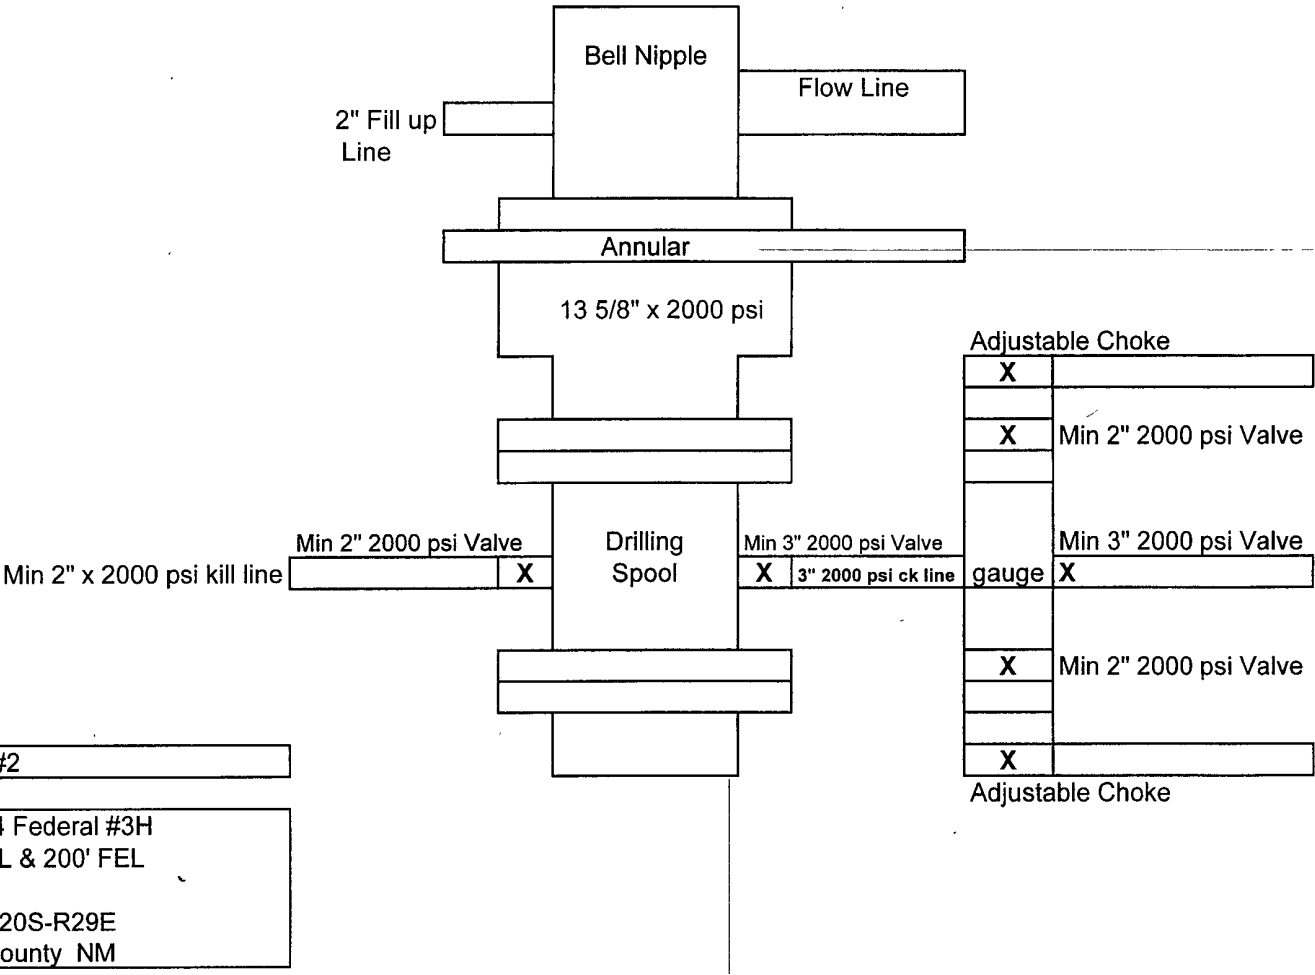 Bell Nipple
Flow Line
2" Fill up
Line
Annular
13 5/8" x 2000 psi
Adjustable Choke
X
X Min 2" 2000 psi Valve
Min 2" 2000 psi Valve
Drilling
Spool
Min 3" 2000 psi Valve
Min 3" 2000 psi Valve
Min 2" x 2000 psi kill line
X
X
3" 2000 psi ck line
gauge
X
X Min 2" 2000 psi Valve
X
Adjustable Choke
#2
Federal #3H
& 200' FEL
20S-R29E
NM